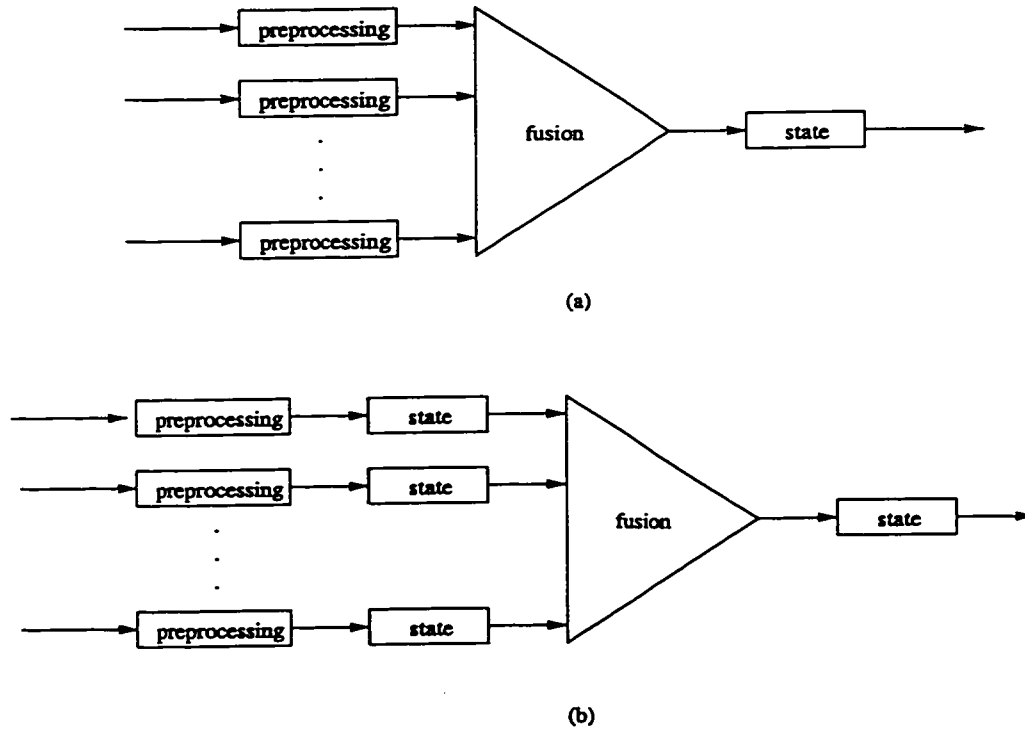 preprocessing
preprocessing
fusion
state
preprocessing
(a)
preprocessing
state
preprocessing
state
fusion
state
preprocessing
state
(b)